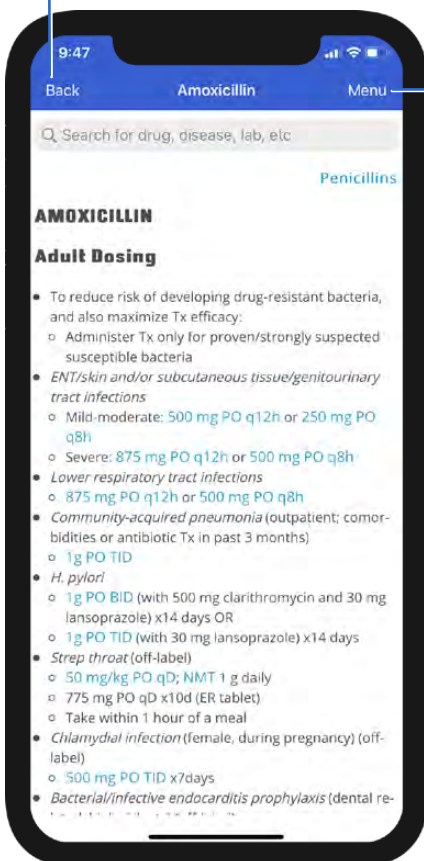 9:47
Back Amoxicillin Menu
Search for drug, disease, lab, etc
Penicillins
AMOXICILLIN
Adult Dosing
• To reduce risk of developing drug-resistant bacteria,
and also maximize Tx efficacy:
○ Administer Tx only for proven/strongly suspected
susceptible bacteria
• ENT/skin and/or subcutaneous tissue/genitourinary
tract infections
○ Mild-moderate: 500 mg PO q12h or 250 mg PO
q8h
○ Severe: 875 mg PO q12h or 500 mg PO q8h
• Lower respiratory tract infections
○ 875 mg PO q12h or 500 mg PO q8h
• Community-acquired pneumonia (outpatient; comor-
bidities or antibiotic Tx in past 3 months)
○ 1g PO TID
• H. pylori
○ 1g PO BID (with 500 mg clarithromycin and 30 mg
lansoprazole) x14 days OR
○ 1g PO TID (with 30 mg lansoprazole) x14 days
• Strep throat (off-label)
○ 50 mg/kg PO qD; NMT 1 g daily
○ 775 mg PO qD x10d (ER tablet)
○ Take within 1 hour of a meal
• Chlamydial infection (female, during pregnancy) (off-
label)
○ 500 mg PO TID x7days
• Bacterial/infective endocarditis prophylaxis (dental re-